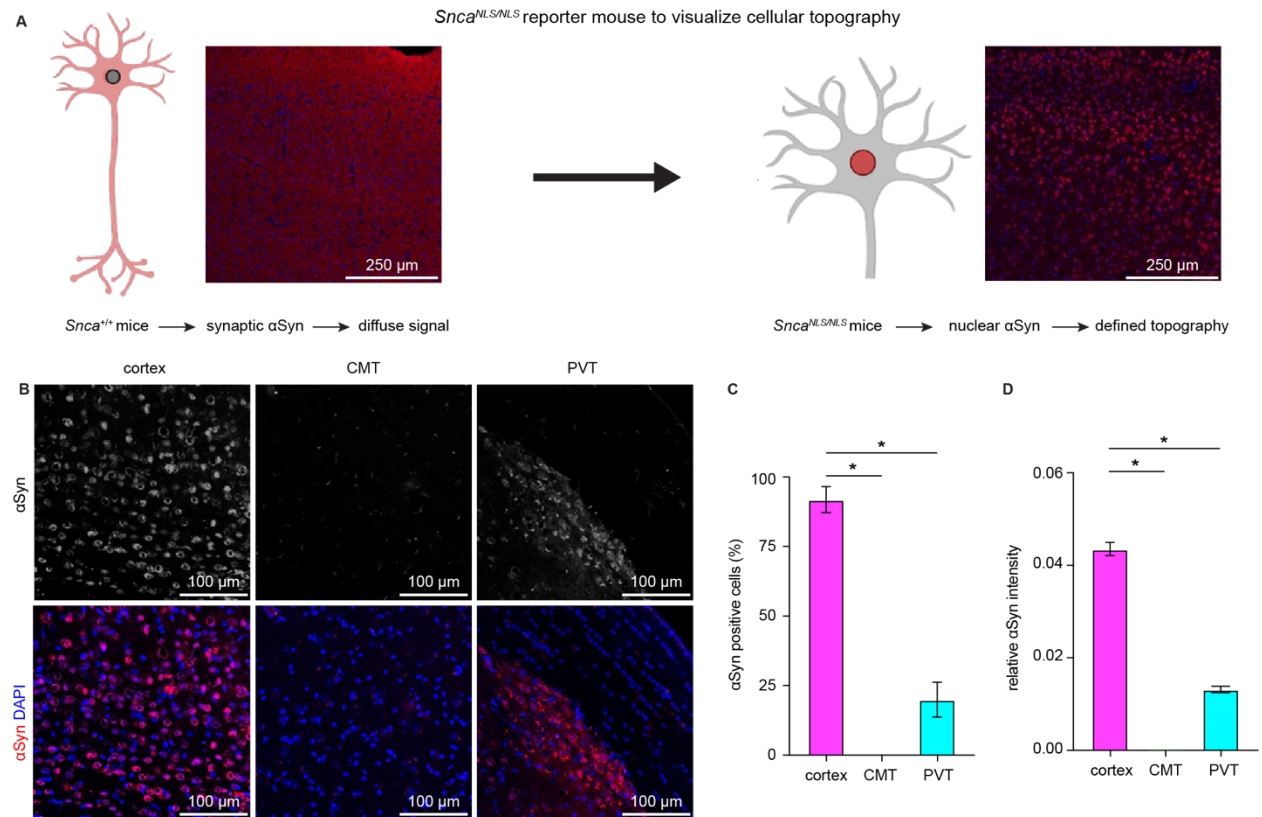 A
Snca^NLS/NLS reporter mouse to visualize cellular topography
250 µm
250 µm
Snca^+/+ mice → synaptic αSyn → diffuse signal
Snca^NLS/NLS mice → nuclear αSyn → defined topography
B
cortex
CMT
PVT
αSyn
100 µm
100 µm
100 µm
αSyn DAPI
100 µm
100 µm
100 µm
C
*
*
αSyn positive cells (%)
100
75
50
25
0
cortex
CMT
PVT
D
*
*
relative αSyn intensity
0.06
0.04
0.02
0.00
cortex
CMT
PVT